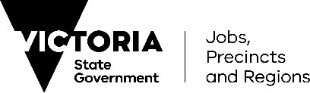 VICTORIA
State
Government
Jobs,
Precincts
and Regions